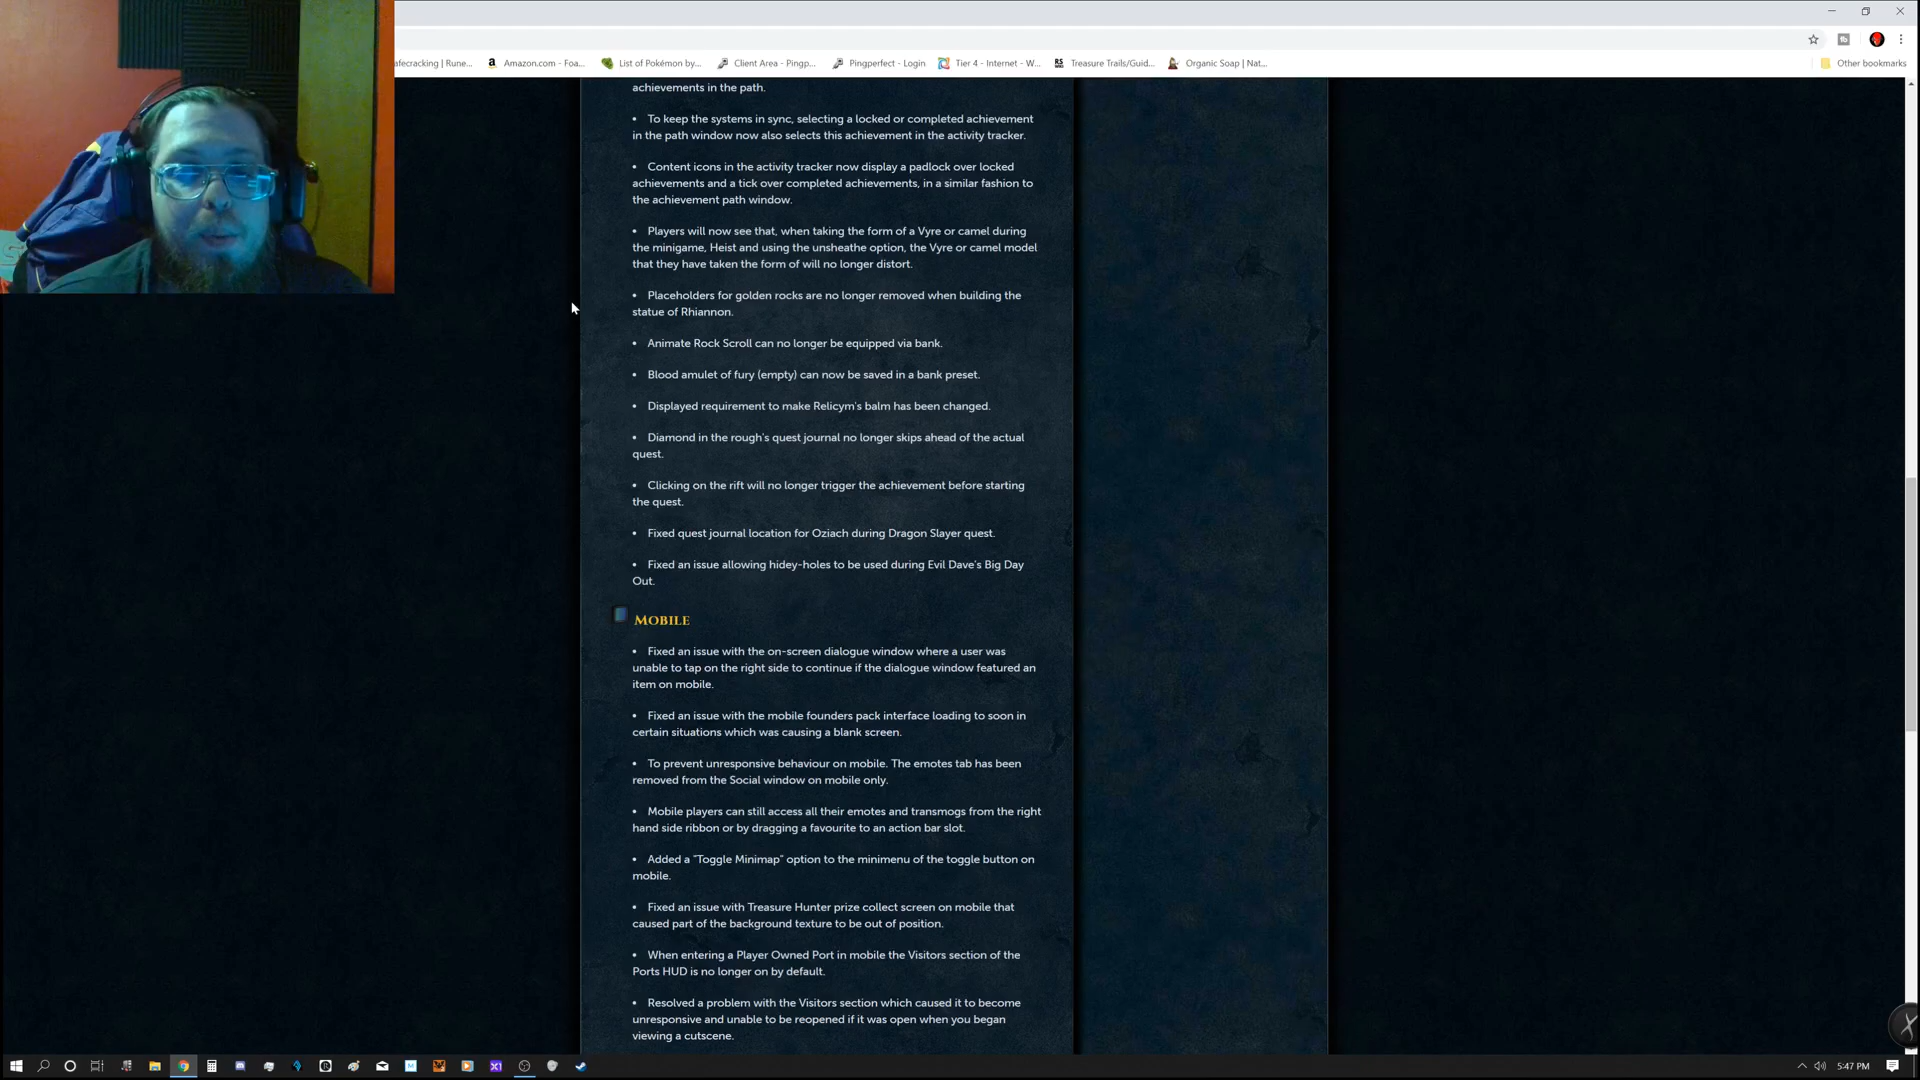 afecracking | Rune...
Amazon.com - Foa...
List of Pokémon by...
Client Area - Pingp...
Pingperfect - Login
Tier 4 - Internet - W...
Treasure Trails/Guid...
Organic Soap | Nat...
Other bookmarks
achievements in the path.
• To keep the systems in sync, selecting a locked or completed achievement
in the path window now also selects this achievement in the activity tracker.
• Content icons in the activity tracker now display a padlock over locked
achievements and a tick over completed achievements, in a similar fashion to
the achievement path window.
• Players will now see that, when taking the form of a Vyre or camel during
the minigame, Heist and using the unsheathe option, the Vyre or camel model
that they have taken the form of will no longer distort.
• Placeholders for golden rocks are no longer removed when building the
statue of Rhiannon.
• Animate Rock Scroll can no longer be equipped via bank.
• Blood amulet of fury (empty) can now be saved in a bank preset.
• Displayed requirement to make Relicym's balm has been changed.
• Diamond in the rough's quest journal no longer skips ahead of the actual
quest.
• Clicking on the rift will no longer trigger the achievement before starting
the quest.
• Fixed quest journal location for Oziach during Dragon Slayer quest.
• Fixed an issue allowing hidey-holes to be used during Evil Dave's Big Day
Out.
MOBILE
• Fixed an issue with the on-screen dialogue window where a user was
unable to tap on the right side to continue if the dialogue window featured an
item on mobile.
• Fixed an issue with the mobile founders pack interface loading to soon in
certain situations which was causing a blank screen.
• To prevent unresponsive behaviour on mobile. The emotes tab has been
removed from the Social window on mobile only.
• Mobile players can still access all their emotes and transmogs from the right
hand side ribbon or by dragging a favourite to an action bar slot.
• Added a "Toggle Minimap" option to the minimenu of the toggle button on
mobile.
• Fixed an issue with Treasure Hunter prize collect screen on mobile that
caused part of the background texture to be out of position.
• When entering a Player Owned Port in mobile the Visitors section of the
Ports HUD is no longer on by default.
• Resolved a problem with the Visitors section which caused it to become
unresponsive and unable to be reopened if it was open when you began
viewing a cutscene.
5:47 PM